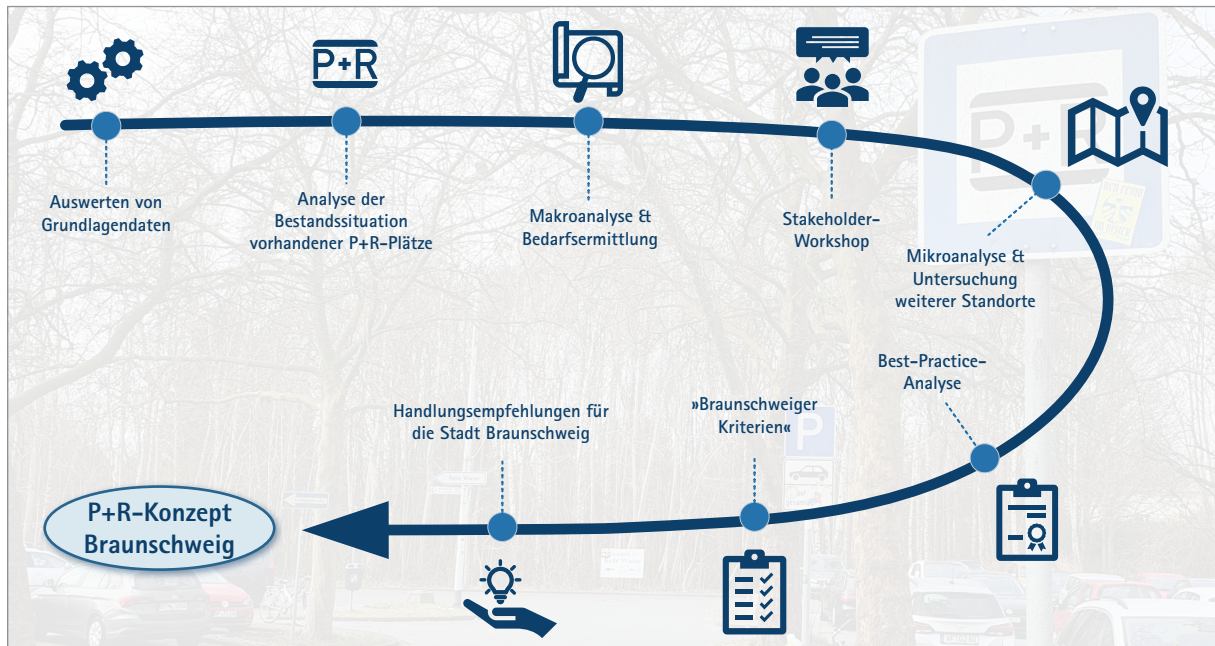 P+R
Auswerten von
Grundlagendaten
Analyse der
Bestandssituation
vorhandener P+R-Plätze
Makroanalyse &
Bedarfsermittlung
Stakeholder-
Workshop
P+R
Mikroanalyse &
Untersuchung
weiterer Standorte
Best-Practice-
Analyse
»Braunschweiger
Kriterien«
P
Handlungsempfehlungen für
die Stadt Braunschweig
P+R-Konzept
Braunschweig